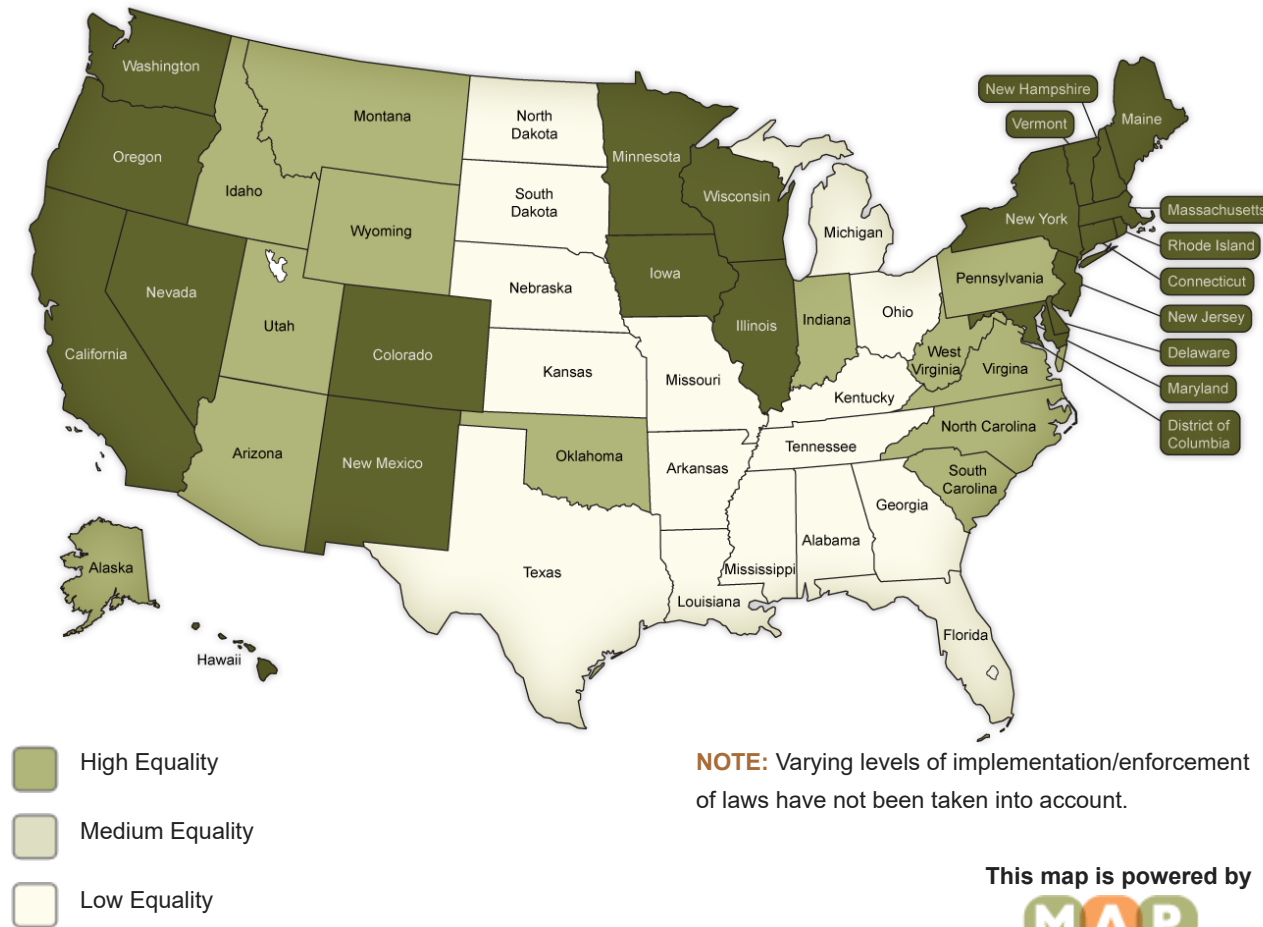 Washington
Montana
North
Dakota
Minnesota
New Hampshire
Vermont
Maine
Oregon
Idaho
South
Dakota
Wisconsin
Wyoming
Michigan
New York
Massachusetts
Rhode Island
Connecticut
New Jersey
Delaware
Maryland
District of
Columbia
Nevada
Utah
Colorado
Nebraska
Iowa
Illinois
Indiana
Ohio
Pennsylvania
California
Kansas
Missouri
Kentucky
West
Virginia
Virgina
Arizona
New Mexico
Oklahoma
Arkansas
Tennessee
North Carolina
South
Carolina
Texas
Louisiana
Mississippi
Alabama
Georgia
Florida
Alaska
Hawaii
High Equality
Medium Equality
Low Equality
NOTE: Varying levels of implementation/enforcement
of laws have not been taken into account.
This map is powered by
MAP